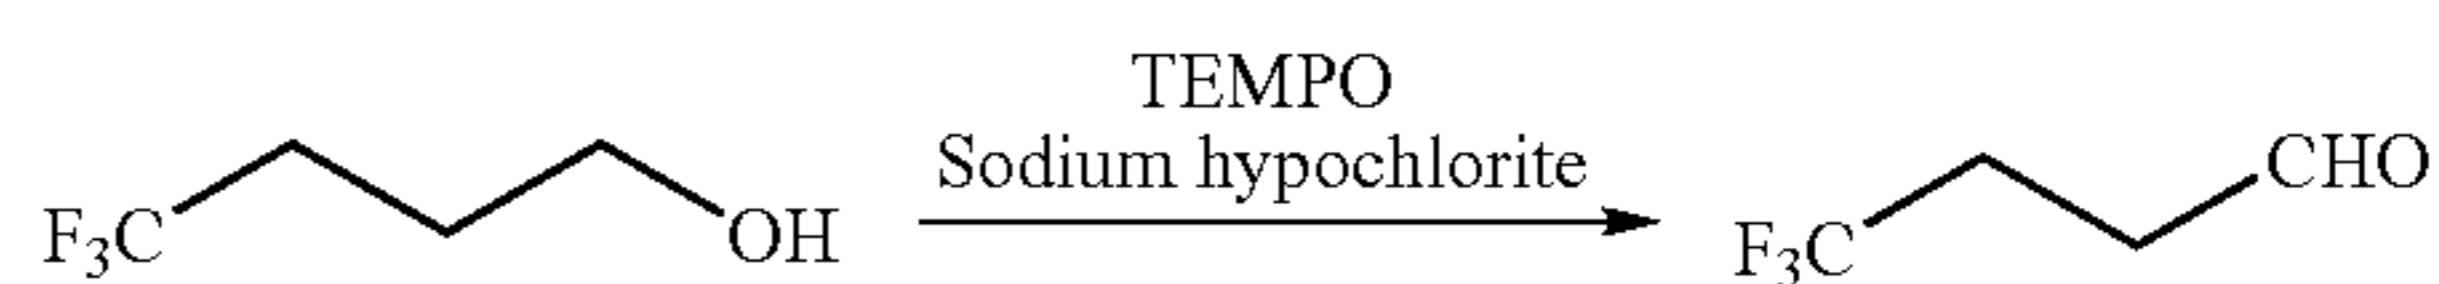 F₃C
OH
TEMPO
Sodium hypochlorite
F₃C
CHO